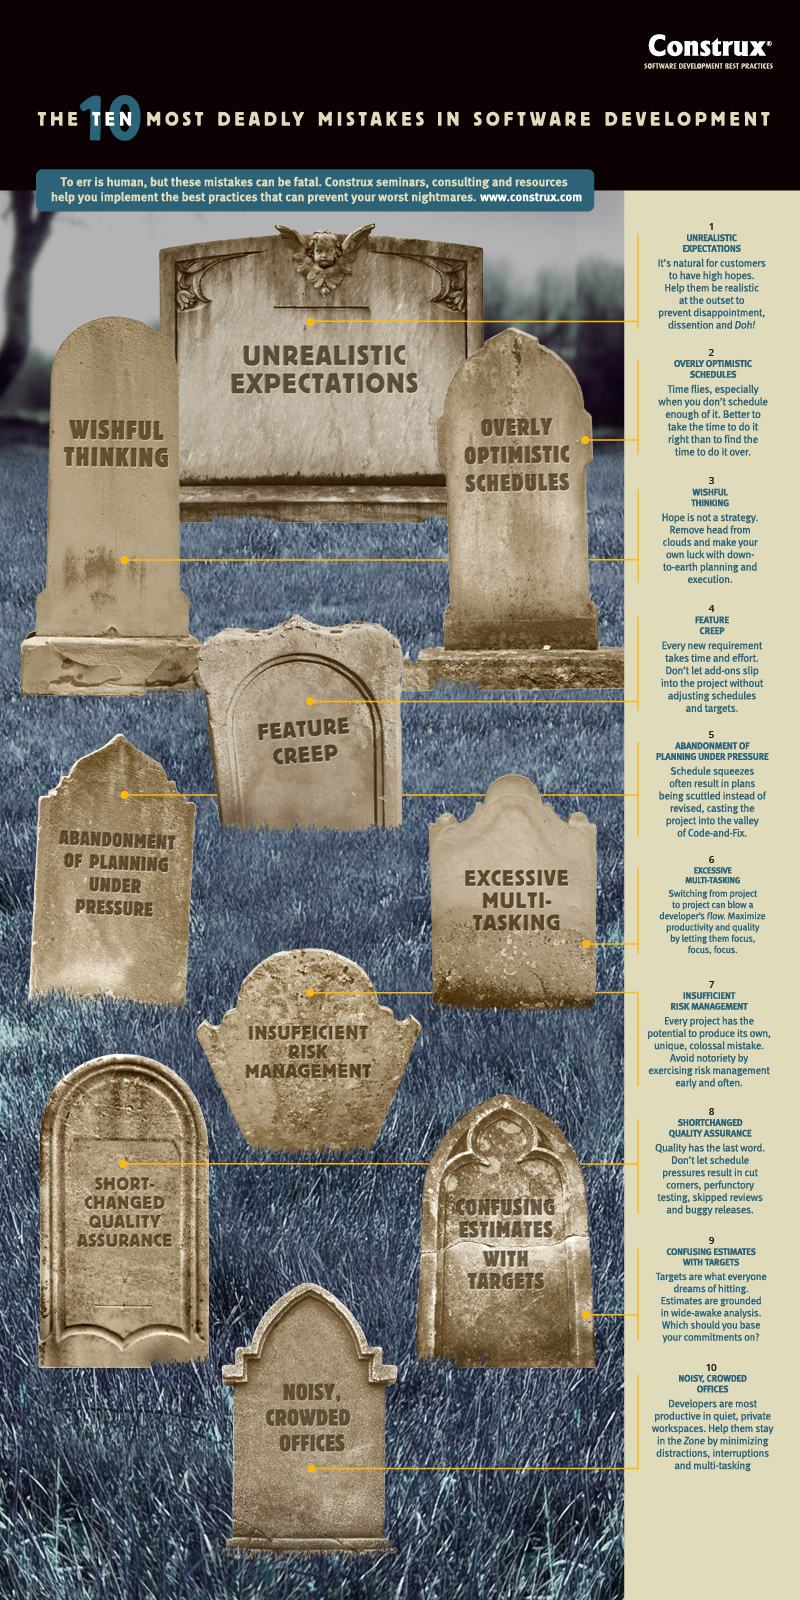 Construx®
SOFTWARE DEVELOPMENT BEST PRACTICES
THE TEN MOST DEADLY MISTAKES IN SOFTWARE DEVELOPMENT
10
To err is human, but these mistakes can be fatal. Construx seminars, consulting and resources
help you implement the best practices that can prevent your worst nightmares. www.construx.com
UNREALISTIC
EXPECTATIONS
WISHFUL
THINKING
OVERLY
OPTIMISTIC
SCHEDULES
FEATURE
CREEP
ABANDONMENT
OF PLANNING
UNDER
PRESSURE
EXCESSIVE
MULTI-
TASKING
INSUFFICIENT
RISK
MANAGEMENT
SHORT-
CHANGED
QUALITY
ASSURANCE
CONFUSING
ESTIMATES
WITH
TARGETS
NOISY,
CROWDED
OFFICES
1
UNREALISTIC
EXPECTATIONS
It's natural for customers
to have high hopes.
Help them be realistic
at the outset to
prevent disappointment,
dissention and Doh!
2
OVERLY OPTIMISTIC
SCHEDULES
Time flies, especially
when you don't schedule
enough of it. Better to
take the time to do it
right than to find the
time to do it over.
3
WISHFUL
THINKING
Hope is not a strategy.
Remove head from
clouds and make your
own luck with down-
to-earth planning and
execution.
4
FEATURE
CREEP
Every new requirement
takes time and effort.
Don't let add-ons slip
into the project without
adjusting schedules
and targets.
5
ABANDONMENT OF
PLANNING UNDER PRESSURE
Schedule squeezes
often result in plans
being scuttled instead of
revised, casting the
project into the valley
of Code-and-Fix.
6
EXCESSIVE
MULTI-TASKING
Switching from project
to project can blow a
developer's flow. Maximize
productivity and quality
by letting them focus,
focus, focus.
7
INSUFFICIENT
RISK MANAGEMENT
Every project has the
potential to produce its own,
unique, colossal mistake.
Avoid notoriety by
exercising risk management
early and often.
8
SHORTCHANGED
QUALITY ASSURANCE
Quality has the last word.
Don't let schedule
pressures result in cut
corners, perfunctory
testing, skipped reviews
and buggy releases.
9
CONFUSING ESTIMATES
WITH TARGETS
Targets are what everyone
dreams of hitting.
Estimates are grounded
in wide-awake analysis.
Which should you base
your commitments on?
10
NOISY, CROWDED
OFFICES
Developers are most
productive in quiet, private
workspaces. Help them stay
in the Zone by minimizing
distractions, interruptions
and multi-tasking